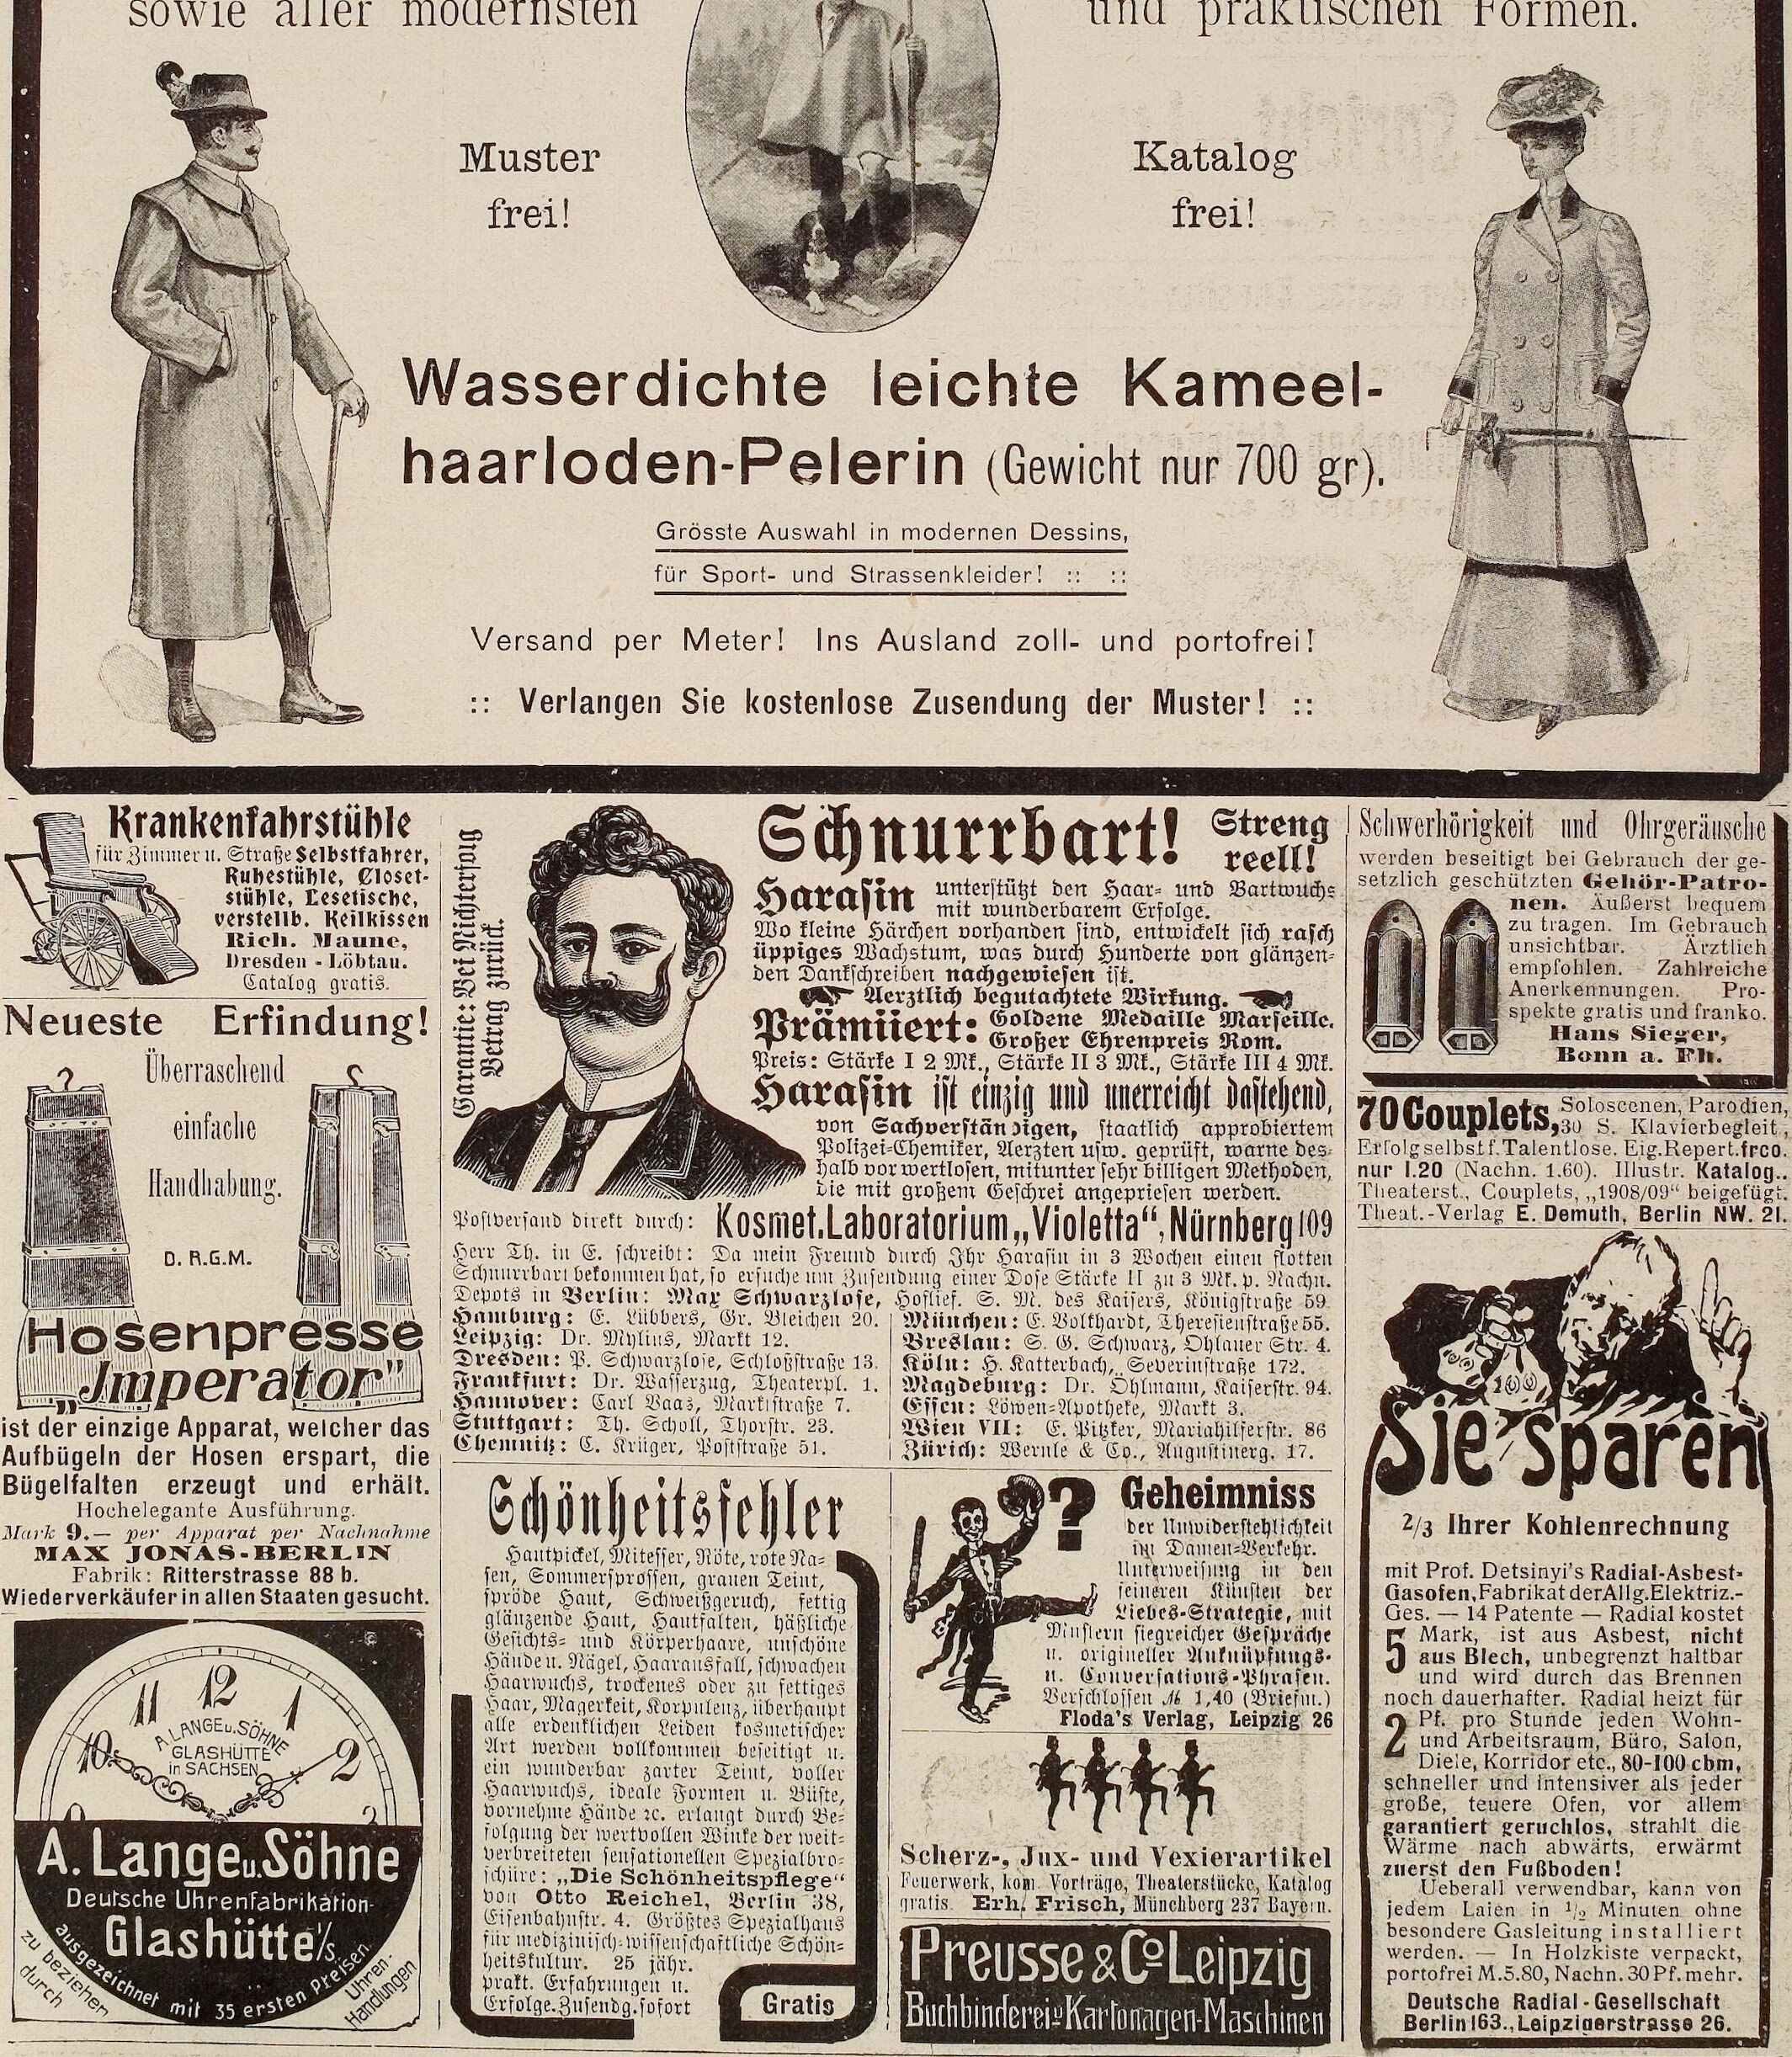 sowie aller modernsten
und praktischen Formen.
Muster
frei!
Katalog
frei!
Wasserdichte leichte Kameel-
haarloden-Pelerin (Gewicht nur 700 gr).
Grösste Auswahl in modernen Dessins,
für Sport- und Strassenkleider! :: ::
Versand per Meter! Ins Ausland zoll- und portofrei!
:: Verlangen Sie kostenlose Zusendung der Muster! ::
Krankenfahrstühle
für Zimmer u. Straße Selbstfahrer,
Ruhestühle, Closet-
stühle, Lesetische,
verstellb. Keilkissen
Rich. Maune,
Dresden - Löbtau.
Catalog gratis.
Neueste Erfindung!
Überraschend
einfache
Handhabung.
D. R.G.M.
Hosenpresse
„Jmperator"
ist der einzige Apparat, welcher das
Aufbügeln der Hosen erspart, die
Bügelfalten erzeugt und erhält.
Hochelegante Ausführung.
Mark 9.— per Apparat per Nachnahme
MAX JONAS-BERLIN
Fabrik: Ritterstrasse 88 b.
Wiederverkäufer in allen Staaten gesucht.
10 11 12 1 2 3
A. LANGE u. SÖHNE
GLASHÜTTE
in SACHSEN
A. Lange u. Söhne
Deutsche Uhrenfabrikation-
Glashütte i/s.
ausgezeichnet mit 35 ersten Preisen.
zu beziehen
durch
Uhren-
Handlungen
Garantie: Bei Nichterfolg
Betrag zurück.
Schnurrbart! Streng
reell!
Harasin unterstützt den Haar- und Bartwuchs
mit wunderbarem Erfolge.
Wo kleine Härchen vorhanden sind, entwickelt sich rasch
üppiges Wachstum, was durch Hunderte von glänzen-
den Dankschreiben nachgewiesen ist.
Aerztlich begutachtete Wirkung.
Prämiiert: Goldene Medaille Marseille.
Großer Ehrenpreis Rom.
Preis: Stärke I 2 Mk., Stärke II 3 Mk., Stärke III 4 Mk.
Harasin ist einzig und unerreicht dastehend,
von Sachverständigen, staatlich approbiertem
Polizei-Chemiker, Aerzten usw. geprüft, warne des-
halb vor wertlosen, mitunter sehr billigen Methoden,
die mit großem Geschrei angepriesen werden.
Postversand direkt durch: Kosmet. Laboratorium „Violetta“, Nürnberg 109
Herr Th. in E. schreibt: Da mein Freund durch Ihr Harasin in 3 Wochen einen flotten
Schnurrbart bekommen hat, so ersuche um Zusendung einer Dose Stärke II zu 3 Mk. p. Nachn.
Depots in Berlin: Max Schwarzlose, Hoflief. S. M. des Kaisers, Königstraße 59
Hamburg: E. Lübbers, Gr. Bleichen 20.
Leipzig: Dr. Mylius, Markt 12.
Dresden: P. Schwarzlose, Schloßstraße 13.
Frankfurt: Dr. Wasserzug, Theaterpl. 1.
Hannover: Carl Vaas, Marktstraße 7.
Stuttgart: Th. Scholl, Thorstr. 23.
Chemnitz: C. Krüger, Poststraße 51.
München: E. Volkhardt, Theresienstraße 55.
Breslau: S. G. Schwarz, Ohlauer Str. 4.
Köln: H. Katterbach, Severinstraße 172.
Magdeburg: Dr. Öhlmann, Kaiserstr. 94.
Essen: Löwen-Apotheke, Markt 3.
Wien VII: E. Pitzker, Mariahilferstr. 86
Zürich: Wernle & Co., Augustinerg. 17.
Schönheitsfehler
Hautpickel, Mitesser, Röte, rote Na-
sen, Sommersprossen, grauen Teint,
spröde Haut, Schweißgeruch, fettig
glänzende Haut, Hautfalten, häßliche
Gesichts- und Körperhaare, unschöne
Hände u. Nägel, Haarausfall, schwachen
Haarwuchs, trockenes oder zu fettiges
Haar, Magerkeit, Korpulenz, überhaupt
alle erdenklichen Leiden kosmetischer
Art werden vollkommen beseitigt u.
ein wunderbar zarter Teint, voller
Haarwuchs, ideale Formen u. Büste,
vornehme Hände ꝛc. erlangt durch Be-
folgung der wertvollen Winke der weit-
verbreiteten sensationellen Spezialbro-
schüre: „Die Schönheitspflege“
von Otto Reichel, Berlin 38,
Eisenbahnstr. 4. Größtes Spezialhaus
für medizinisch-wissenschaftliche Schön-
heitskultur. 25 jähr.
prakt. Erfahrungen u.
Erfolge. Zusendg. sofort
Gratis
? Geheimniss
der Unwiderstehlichkeit
im Damen-Verkehr.
Unterweisung in den
feineren Künsten der
Liebes-Strategie, mit
Mustern siegreicher Gespräche
u. origineller Anknüpfungs-
u. Conversations-Phrasen.
Verschlossen M 1,40 (Briefm.)
Floda's Verlag, Leipzig 26
Scherz-, Jux- und Vexierartikel
Feuerwerk, kom. Vorträge, Theaterstücke, Katalog
gratis. Erh. Frisch, Münchberg 237 Bayern.
Preusse & Co Leipzig
Buchbinderei u. Kartonagen-Maschinen
Schwerhörigkeit und Ohrgeräusche
werden beseitigt bei Gebrauch der ge-
setzlich geschützten Gehör-Patro-
nen. Äußerst bequem
zu tragen. Im Gebrauch
unsichtbar. Ärztlich
empfohlen. Zahlreiche
Anerkennungen. Pro-
spekte gratis und franko.
Hans Sieger,
Bonn a. Rh.
70 Couplets, Soloscenen, Parodien,
30 S. Klavierbegleit.,
Erfolg selbst f. Talentlose. Eig. Repert. frco.
nur 1.20 (Nachn. 1.60). Illustr. Katalog..
Theaterst., Couplets, „1908/09“ beigefügt.
Theat.-Verlag E. Demuth, Berlin NW. 21.
100
Sie sparen
2/3 Ihrer Kohlenrechnung
mit Prof. Detsinyi's Radial-Asbest-
Gasofen, Fabrikat der Allg. Elektriz.-
Ges. — 14 Patente — Radial kostet
5 Mark, ist aus Asbest, nicht
aus Blech, unbegrenzt haltbar
und wird durch das Brennen
noch dauerhafter. Radial heizt für
2 Pf. pro Stunde jeden Wohn-
und Arbeitsraum, Büro, Salon,
Diele, Korridor etc., 80-100 cbm,
schneller und intensiver als jeder
große, teuere Ofen, vor allem
garantiert geruchlos, strahlt die
Wärme nach abwärts, erwärmt
zuerst den Fußboden!
Ueberall verwendbar, kann von
jedem Laien in 1/2 Minuten ohne
besondere Gasleitung installiert
werden. — In Holzkiste verpackt,
portofrei M. 5.80, Nachn. 30 Pf. mehr.
Deutsche Radial-Gesellschaft
Berlin 163., Leipzigerstrasse 26.